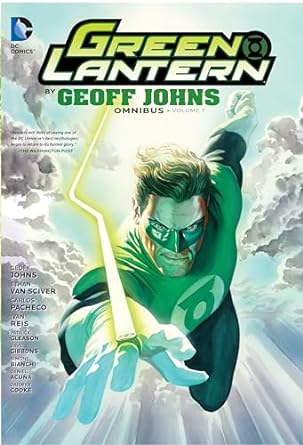 DC COMICS™
GREEN
LANTERN
BY GEOFF JOHNS
OMNIBUS • VOLUME 1
THE WASHINGTON POST
GEOFF
JOHNS
ETHAN
VAN SCIVER
CARLOS
PACHECO
IVAN
REIS
PATRICK
GLEASON
DAVE
GIBBONS
SIMONE
BIANCHI
DANIEL
ACUÑA
DARWYN
COOKE